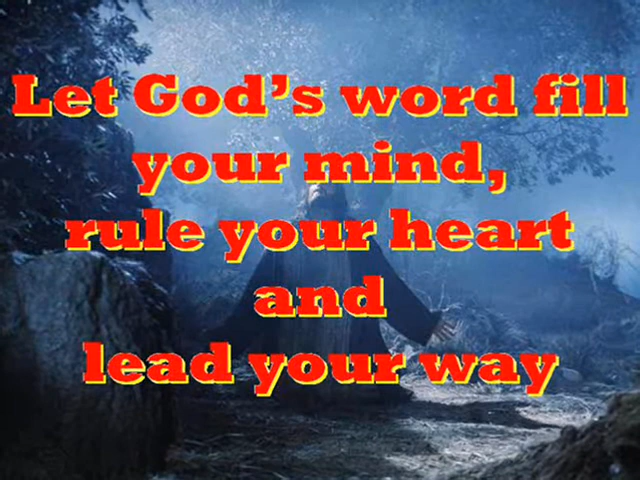 Let God’s word fill
your mind,
rule your heart
and
lead your way